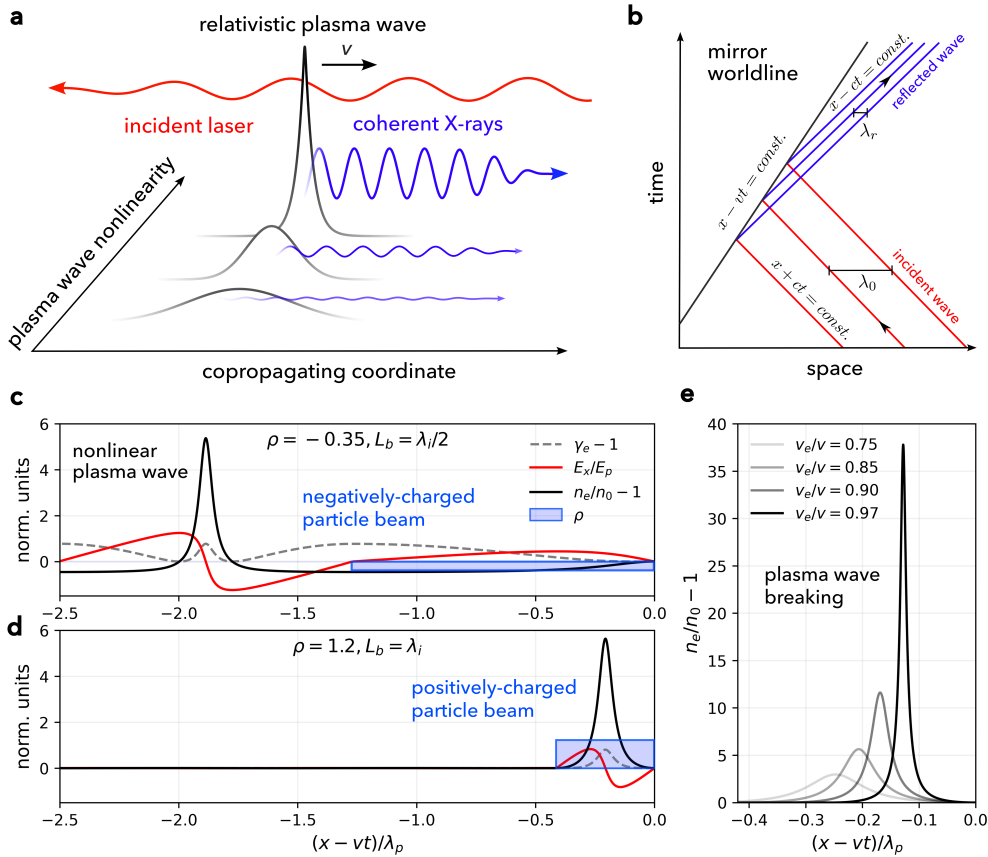 a
relativistic plasma wave
v
incident laser
coherent X-rays
plasma wave nonlinearity
copropagating coordinate
b
mirror
worldline
x − ct = const.
reflected wave
λr
x − vt = const.
time
incident wave
λ0
x + ct = const.
space
c
6
4
2
0
norm. units
nonlinear
plasma wave
ρ = − 0.35, Lb = λi/2
negatively-charged
particle beam
γe − 1
Ex/Ep
ne/n0 − 1
ρ
−2.5
−2.0
−1.5
−1.0
−0.5
0.0
d
6
4
2
0
norm. units
ρ = 1.2, Lb = λi
positively-charged
particle beam
−2.5
−2.0
−1.5
−1.0
−0.5
0.0
(x − vt)/λp
e
40
35
30
25
20
15
10
5
0
ne/n0 − 1
ve/v = 0.75
ve/v = 0.85
ve/v = 0.90
ve/v = 0.97
plasma wave
breaking
−0.4
−0.3
−0.2
−0.1
0.0
(x − vt)/λp